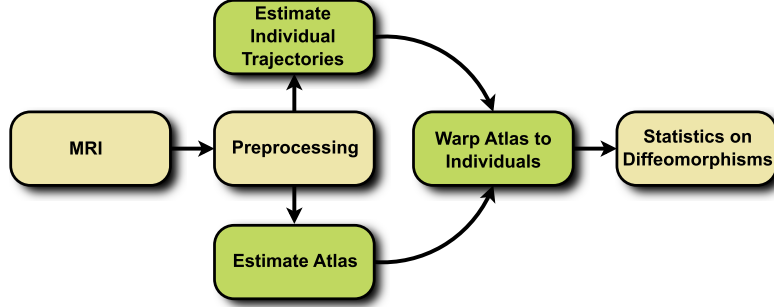 Estimate
Individual
Trajectories
MRI
Preprocessing
Warp Atlas to
Individuals
Statistics on
Diffeomorphisms
Estimate Atlas